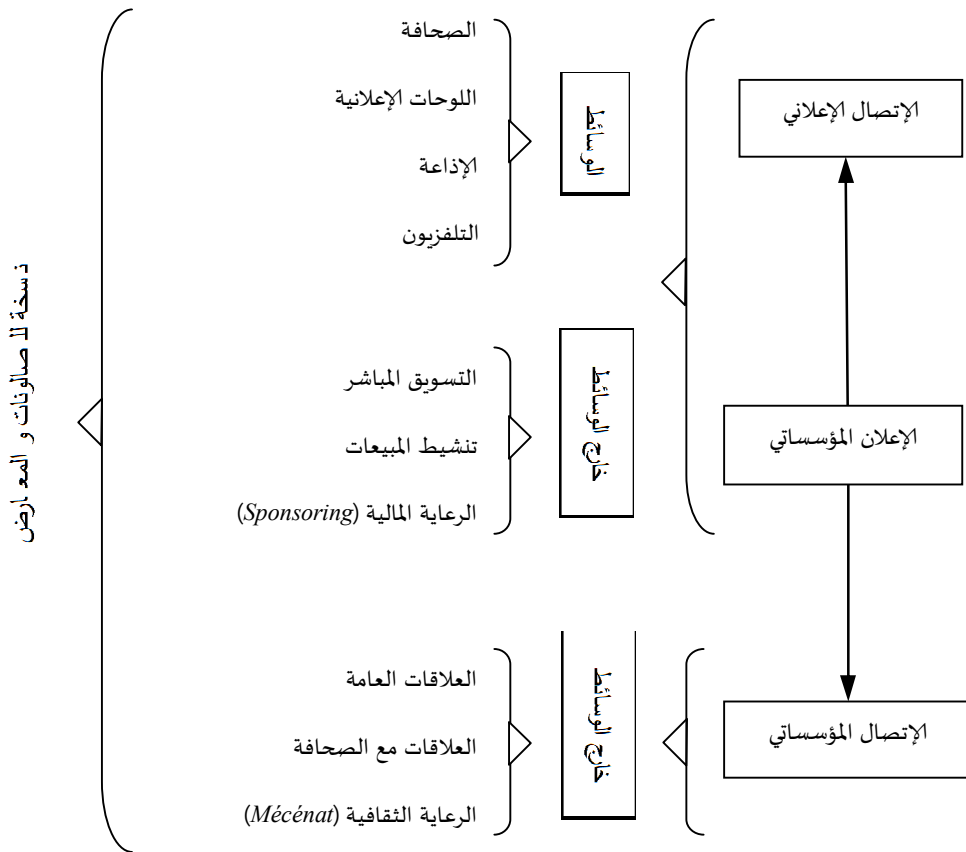 الإتصال الإعلاني
الإعلان المؤسساتي
الإتصال المؤسساتي
الوسائط
خارج الوسائط
خارج الوسائط
الصحافة
اللوحات الإعلانية
الإذاعة
التلفزيون
التسويق المباشر
تنشيط المبيعات
الرعاية المالية (Sponsoring)
العلاقات العامة
العلاقات مع الصحافة
الرعاية الثقافية (Mécénat)
نسخة للصالونات و المعارض